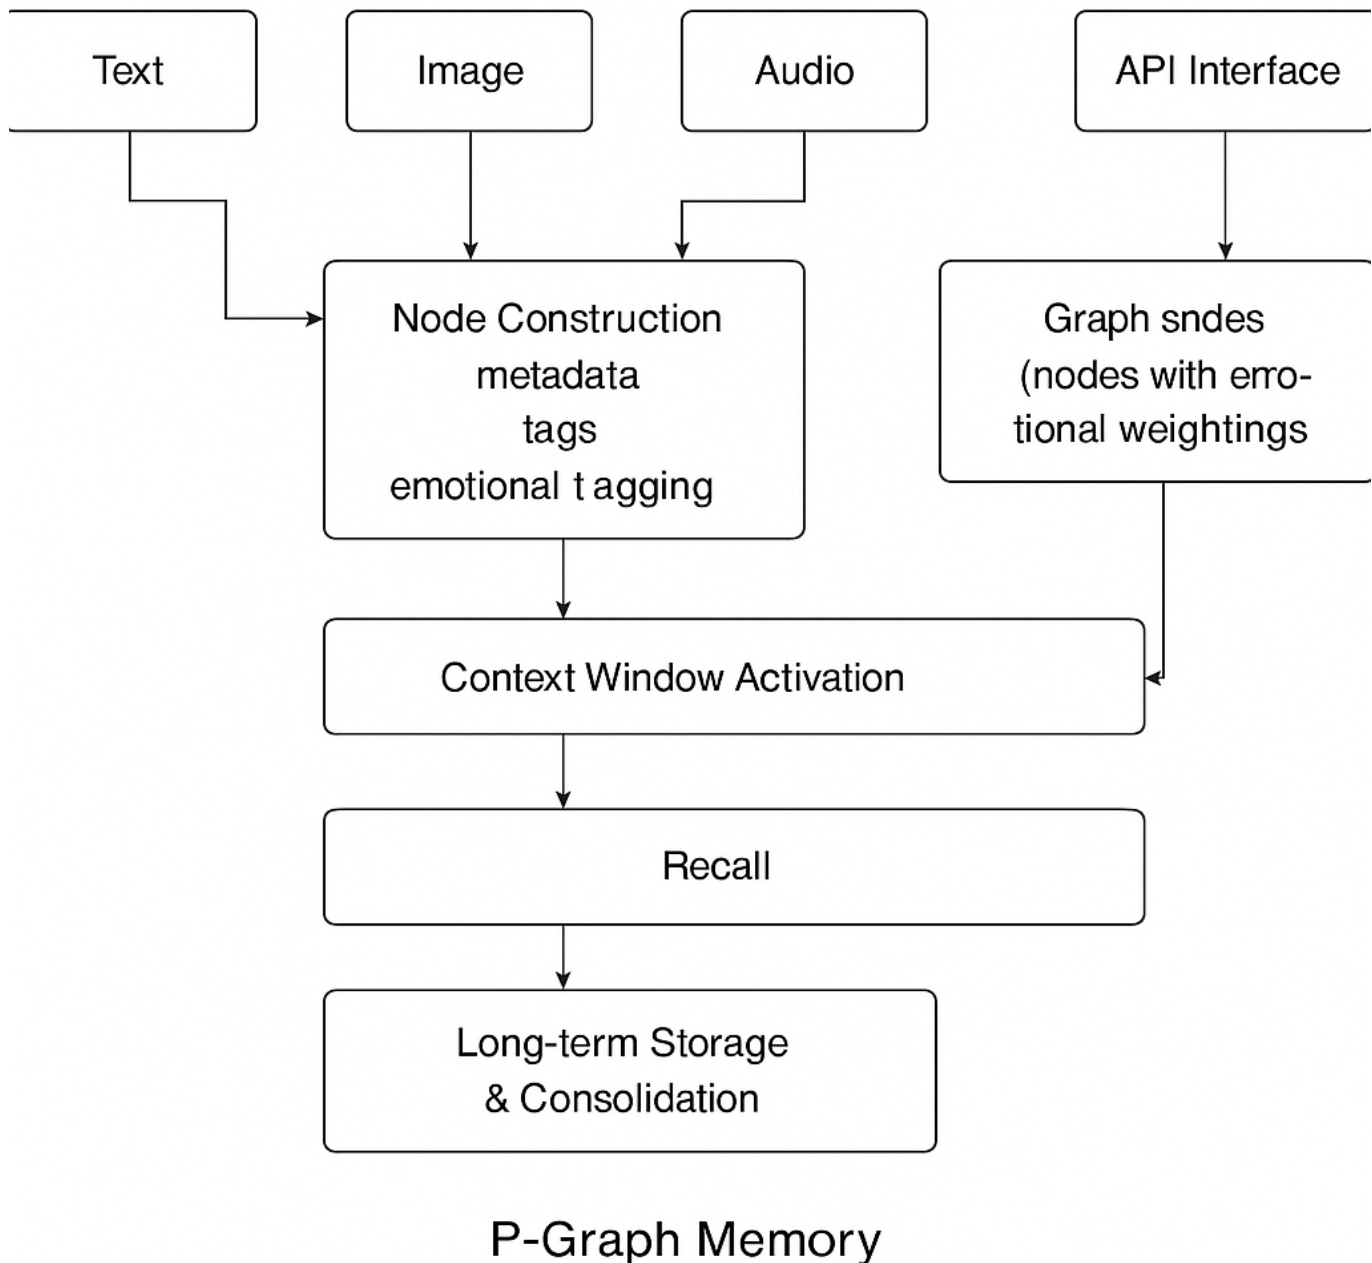 Text
Image
Audio
API Interface
Node Construction
metadata
tags
emotional t agging
Graph sndes
(nodes with erro-
tional weightings
Context Window Activation
Recall
Long-term Storage
& Consolidation
P-Graph Memory